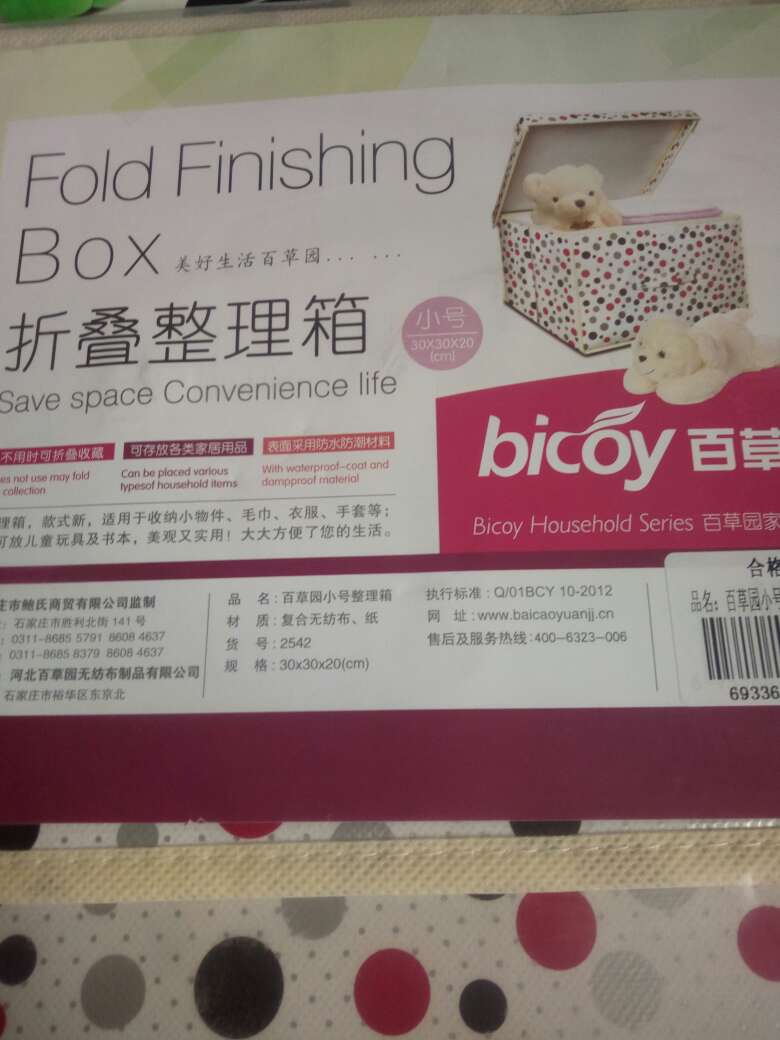 Fold Finishing
Box 美好生活百草园... ...
折叠整理箱
小号
30X30X20
(cm)
Save space Convenience life
不用时可折叠收藏
es not use may fold
collection
可存放各类家居用品
Can be placed various
typesof household items
表面采用防水防潮材料
With waterproof-coat and
dampproof material
理箱，款式新，适用于收纳小物件、毛巾、衣服、手套等；
可放儿童玩具及书本，美观又实用！大大方便了您的生活。
bicoy 百草
Bicoy Household Series 百草园家
庄市鲍氏商贸有限公司监制
：石家庄市胜利北街 141 号
：0311-8685 5791 8608 4637
：0311-8685 8379 8608 4637
：河北百草园无纺布制品有限公司
石家庄市裕华区东京北
品 名：百草园小号整理箱
材 质：复合无纺布、纸
货 号：2542
规 格：30x30x20(cm)
执行标准：Q/01BCY 10-2012
网 址：www.baicaoyuanjj.cn
售后及服务热线：400-6323-006
合格
品名：百草园小号
69336